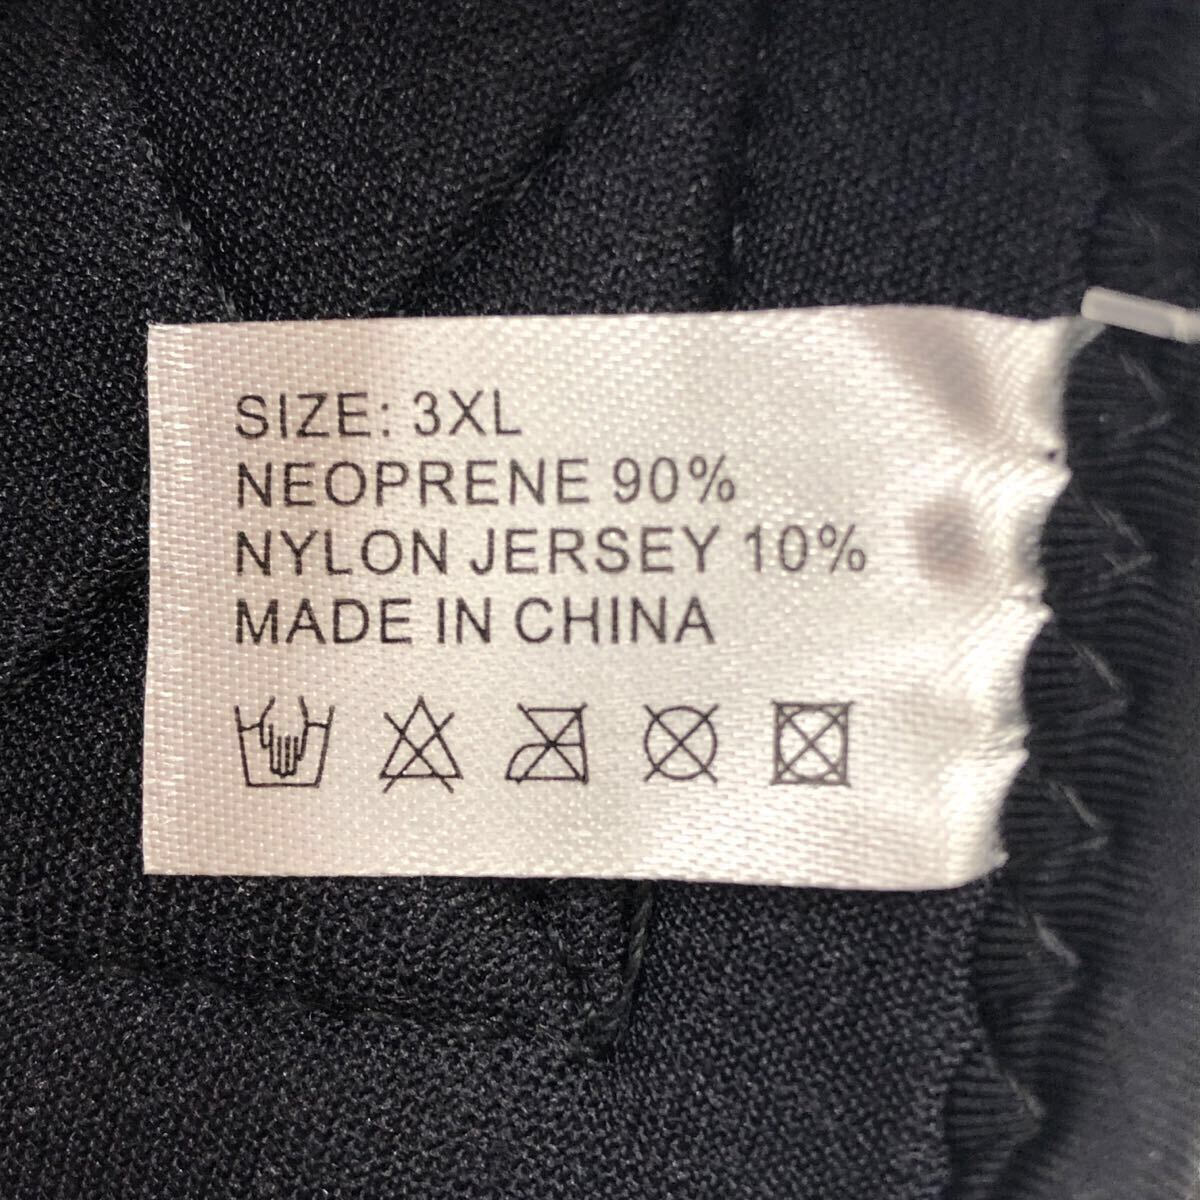 SIZE: 3XL
NEOPRENE 90%
NYLON JERSEY 10%
MADE IN CHINA